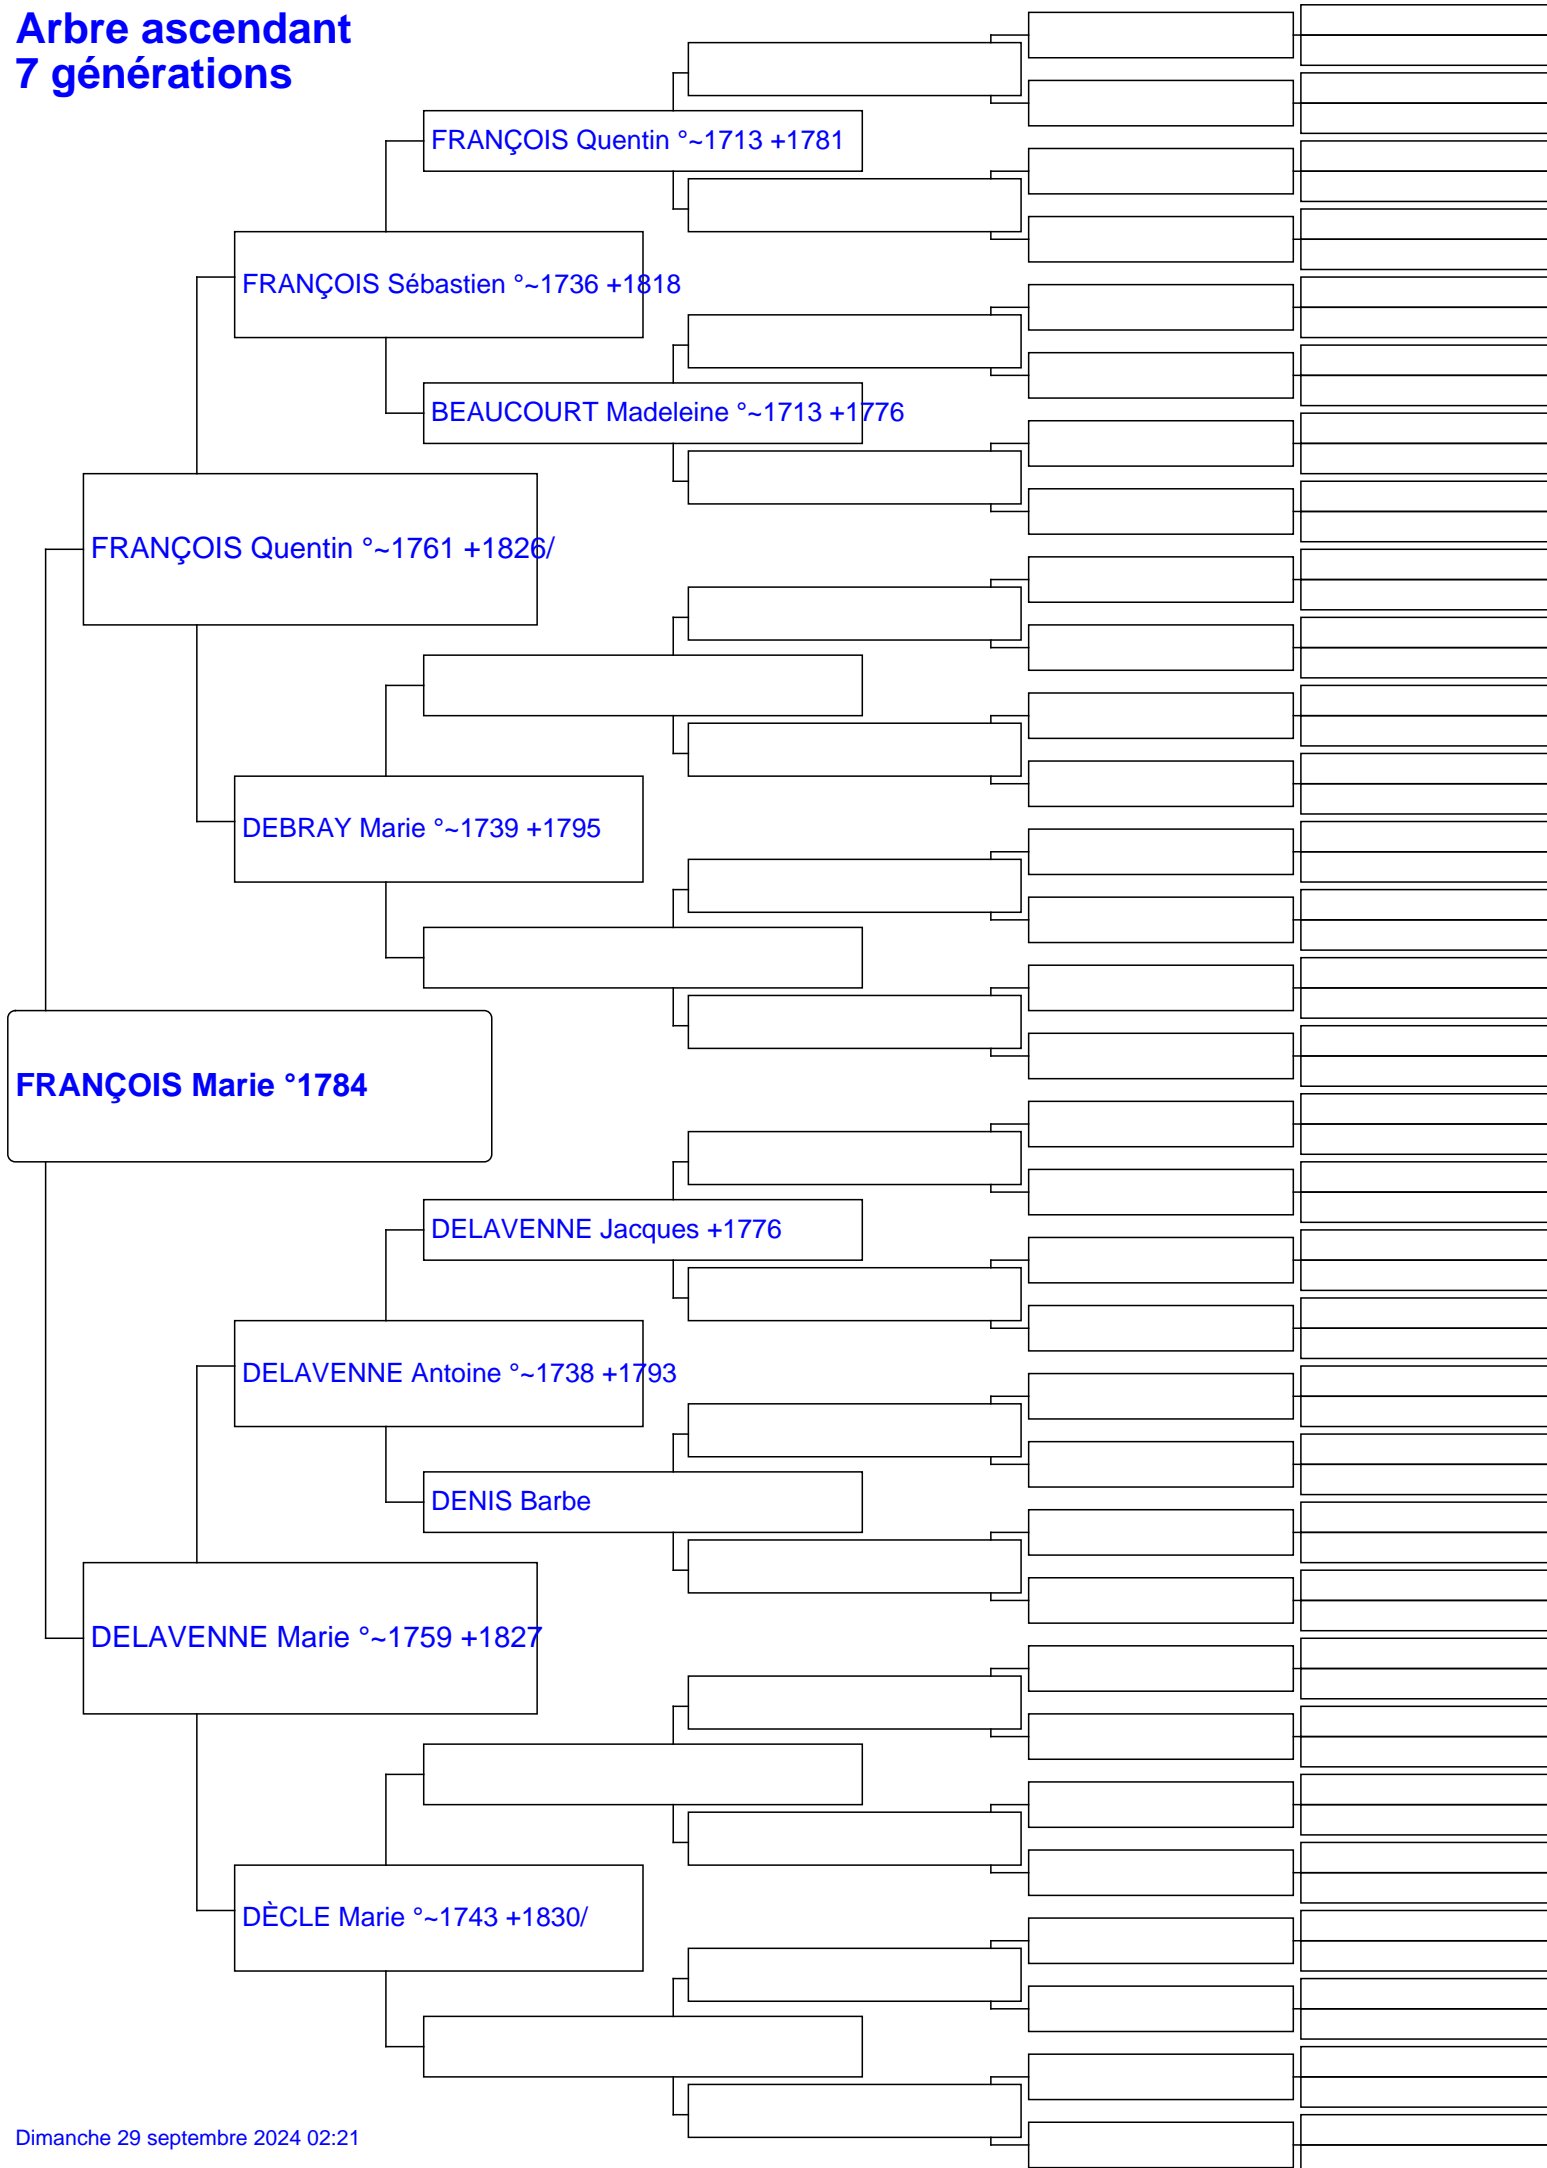 Arbre ascendant
7 générations
FRANÇOIS Quentin °~1713 +1781
FRANÇOIS Sébastien °~1736 +1818
BEAUCOURT Madeleine °~1713 +1776
FRANÇOIS Quentin °~1761 +1826/
DEBRAY Marie °~1739 +1795
FRANÇOIS Marie °1784
DELAVENNE Jacques +1776
DELAVENNE Antoine °~1738 +1793
DENIS Barbe
DELAVENNE Marie °~1759 +1827
DÈCLE Marie °~1743 +1830/
Dimanche 29 septembre 2024 02:21